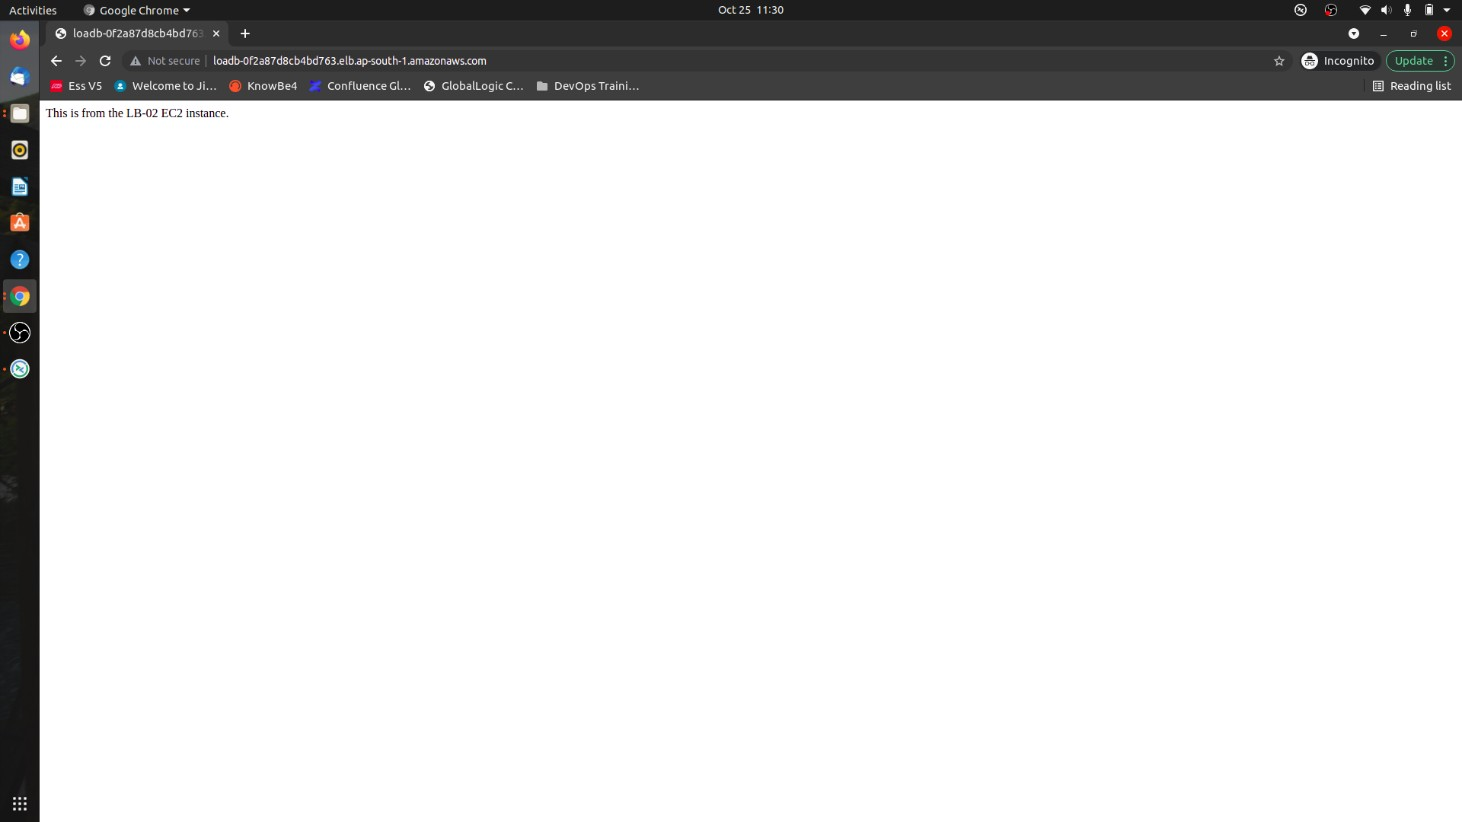 Activities
Google Chrome
Oct 25 11:30
loadb-0f2a87d8cb4bd763
Not secure
loadb-0f2a87d8cb4bd763.elb.ap-south-1.amazonaws.com
Incognito
Update
Ess V5
Welcome to Ji...
KnowBe4
Confluence Gl...
GlobalLogic C...
DevOps Traini...
Reading list
This is from the LB-02 EC2 instance.